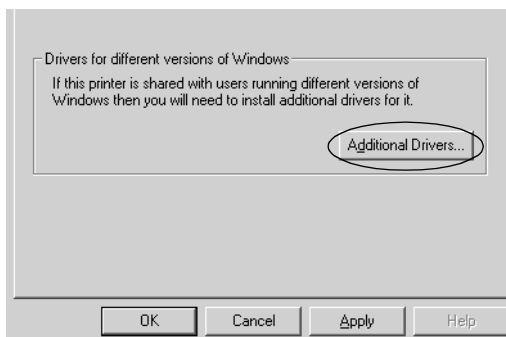 Drivers for different versions of Windows
If this printer is shared with users running different versions of
Windows then you will need to install additional drivers for it.
Additional Drivers...
OK Cancel Apply Help